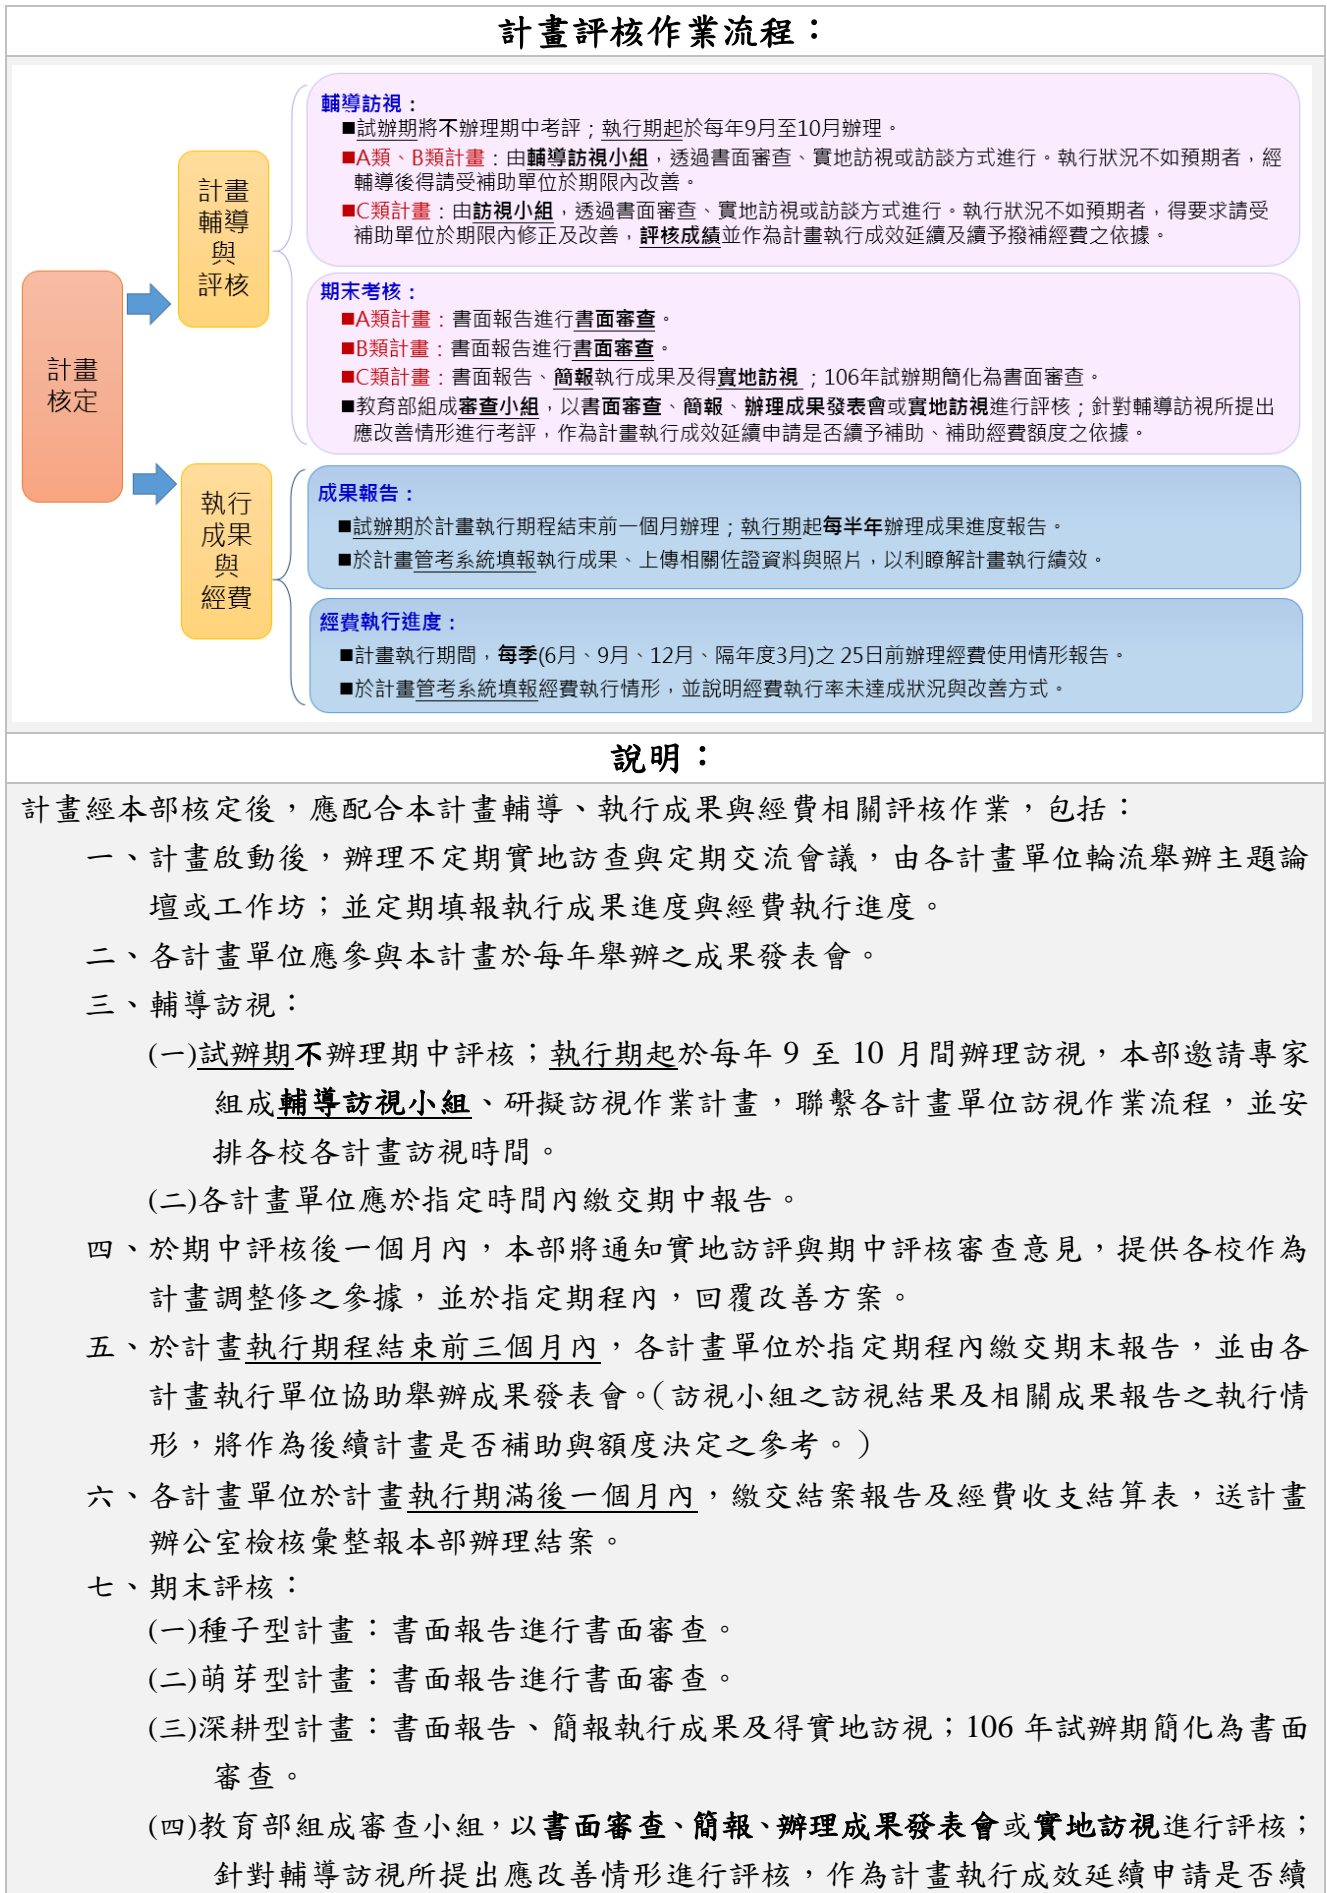 計畫評核作業流程：
計畫
核定
計畫
輔導
與
評核
輔導訪視：
■試辦期將不辦理期中考評；執行期起於每年9月至10月辦理。
■A類、B類計畫：由輔導訪視小組，透過書面審查、實地訪視或訪談方式進行。執行狀況不如預期者，經
輔導後得請受補助單位於期限內改善。
■C類計畫：由訪視小組，透過書面審查、實地訪視或訪談方式進行。執行狀況不如預期者，得要求請受
補助單位於期限內修正及改善，評核成績並作為計畫執行成效延續及續予撥補經費之依據。
期末考核：
■A類計畫：書面報告進行書面審查。
■B類計畫：書面報告進行書面審查。
■C類計畫：書面報告、簡報執行成果及得實地訪視；106年試辦期簡化為書面審查。
■教育部組成審查小組，以書面審查、簡報、辦理成果發表會或實地訪視進行評核；針對輔導訪視所提出
應改善情形進行考評，作為計畫執行成效延續申請是否續予補助、補助經費額度之依據。
執行
成果
與
經費
成果報告：
■試辦期於計畫執行期程結束前一個月辦理；執行期起每半年辦理成果進度報告。
■於計畫管考系統填報執行成果、上傳相關佐證資料與照片，以利瞭解計畫執行績效。
經費執行進度：
■計畫執行期間，每季(6月、9月、12月、隔年度3月)之 25日前辦理經費使用情形報告。
■於計畫管考系統填報經費執行情形，並說明經費執行率未達成狀況與改善方式。
說明：
計畫經本部核定後，應配合本計畫輔導、執行成果與經費相關評核作業，包括：
一、計畫啟動後，辦理不定期實地訪查與定期交流會議，由各計畫單位輪流舉辦主題論
壇或工作坊；並定期填報執行成果進度與經費執行進度。
二、各計畫單位應參與本計畫於每年舉辦之成果發表會。
三、輔導訪視：
(一)試辦期不辦理期中評核；執行期起於每年 9 至 10 月間辦理訪視，本部邀請專家
組成輔導訪視小組、研擬訪視作業計畫，聯繫各計畫單位訪視作業流程，並安
排各校各計畫訪視時間。
(二)各計畫單位應於指定時間內繳交期中報告。
四、於期中評核後一個月內，本部將通知實地訪評與期中評核審查意見，提供各校作為
計畫調整修之參據，並於指定期程內，回覆改善方案。
五、於計畫執行期程結束前三個月內，各計畫單位於指定期程內繳交期末報告，並由各
計畫執行單位協助舉辦成果發表會。（訪視小組之訪視結果及相關成果報告之執行情
形，將作為後續計畫是否補助與額度決定之參考。）
六、各計畫單位於計畫執行期滿後一個月內，繳交結案報告及經費收支結算表，送計畫
辦公室檢核彙整報本部辦理結案。
七、期末評核：
(一)種子型計畫：書面報告進行書面審查。
(二)萌芽型計畫：書面報告進行書面審查。
(三)深耕型計畫：書面報告、簡報執行成果及得實地訪視；106 年試辦期簡化為書面
審查。
(四)教育部組成審查小組，以書面審查、簡報、辦理成果發表會或實地訪視進行評核；
針對輔導訪視所提出應改善情形進行評核，作為計畫執行成效延續申請是否續